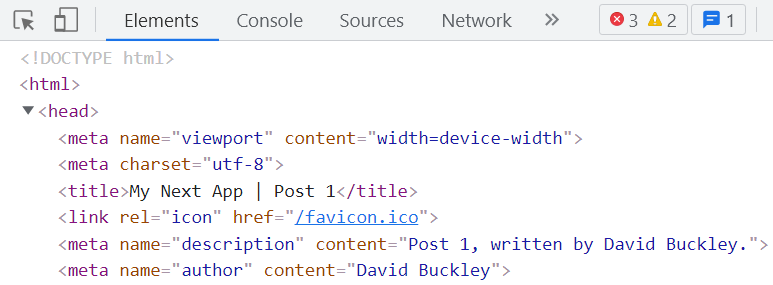 Elements Console Sources Network » 3 2 1
<!DOCTYPE html>
<html>
<head>
<meta name="viewport" content="width=device-width">
<meta charset="utf-8">
<title>My Next App | Post 1</title>
<link rel="icon" href="/favicon.ico">
<meta name="description" content="Post 1, written by David Buckley.">
<meta name="author" content="David Buckley">